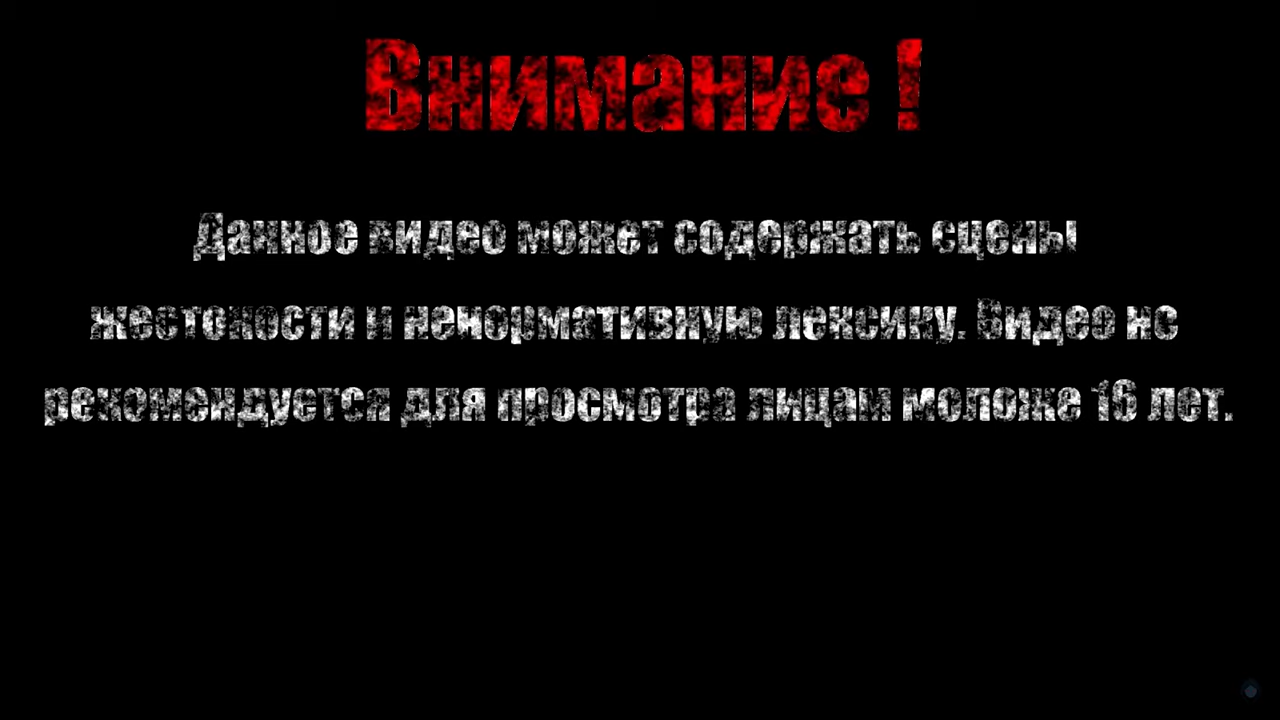 Внимание !
Данное видео может содержать сцены
жестокости и ненормативную лексику. Видео не
рекомендуется для просмотра лицам моложе 16 лет.